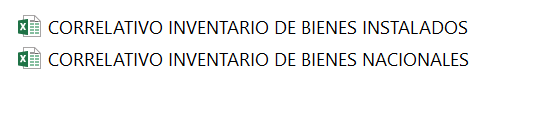 CORRELATIVO INVENTARIO DE BIENES INSTALADOS
CORRELATIVO INVENTARIO DE BIENES NACIONALES